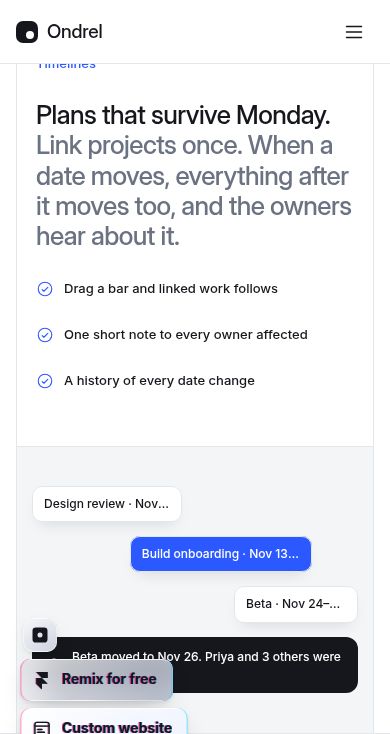 Ondrel
Timelines
Plans that survive Monday.
Link projects once. When a
date moves, everything after
it moves too, and the owners
hear about it.
Drag a bar and linked work follows
One short note to every owner affected
A history of every date change
Design review · Nov...
Build onboarding · Nov 13...
Beta · Nov 24–...
Beta moved to Nov 26. Priya and 3 others were
Remix for free
Custom website